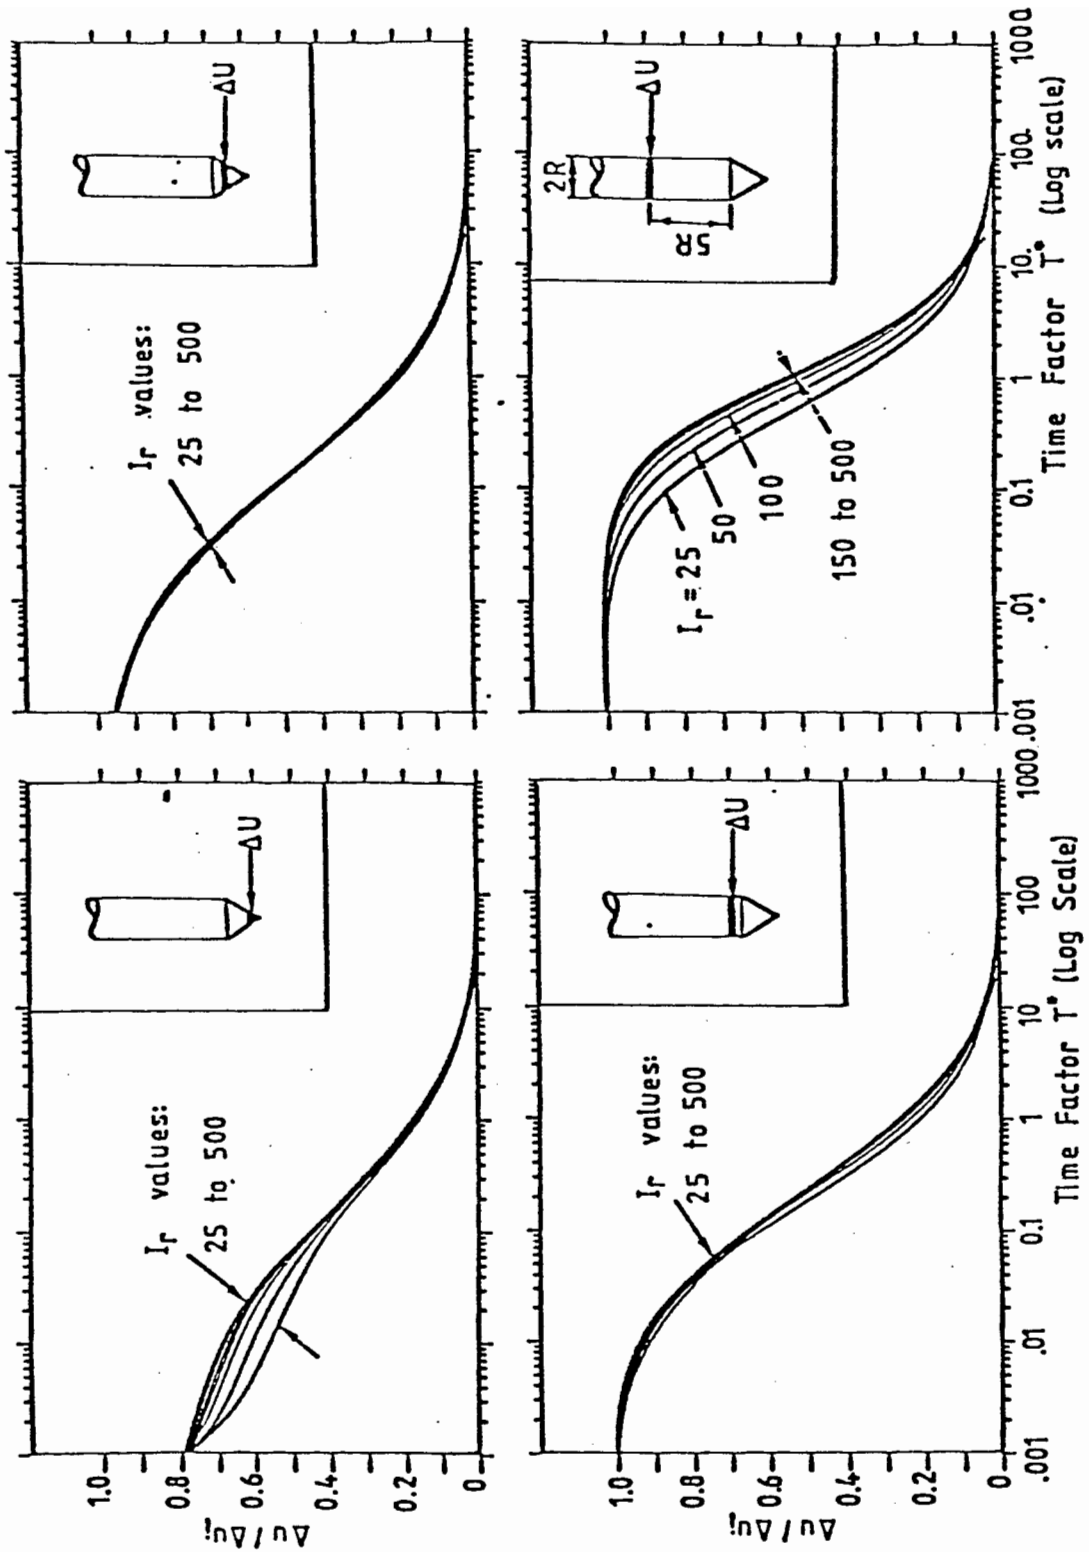 Δu / Δuᵢ
1.0
0.8
0.6
0.4
0.2
0
Iᵣ values:
25 to 500
ΔU
Iᵣ values:
25 to 500
ΔU
Δu / Δuᵢ
1.0
0.8
0.6
0.4
0.2
0
Iᵣ values:
25 to 500
ΔU
.001
.01
0.1
1
10
100
1000
Time Factor T* (Log Scale)
Iᵣ = 25
50
100
150 to 500
2R
5R
ΔU
.001
.01
0.1
1
10.
100.
1000
Time Factor T* (Log scale)